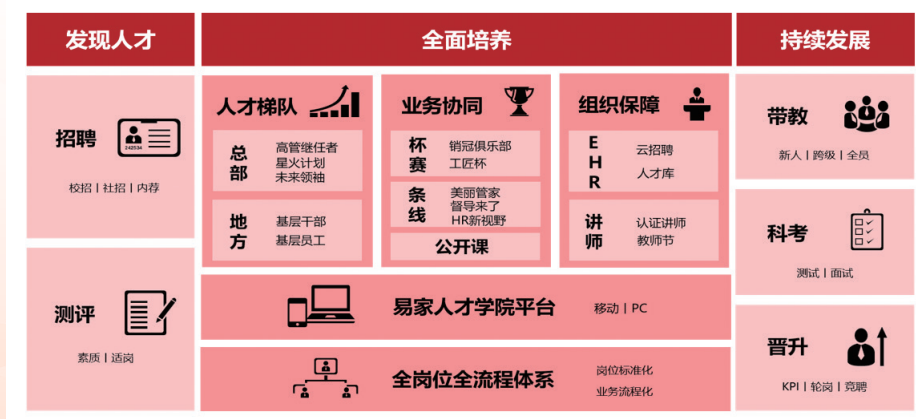 发现人才
全面培养
持续发展
招聘
242534
校招 | 社招 | 内荐
测评
素质 | 适岗
人才梯队
总部
高管继任者
星火计划
未来领袖
地方
基层干部
基层员工
业务协同
杯赛
销冠俱乐部
工匠杯
条线
美丽管家
督导来了
HR新视野
公开课
组织保障
EHR
云招聘
人才库
讲师
认证讲师
教师节
易家人才学院平台
移动 | PC
全岗位全流程体系
岗位标准化
业务流程化
带教
新人 | 跨级 | 全员
科考
测试 | 面试
晋升
KPI | 轮岗 | 竞聘